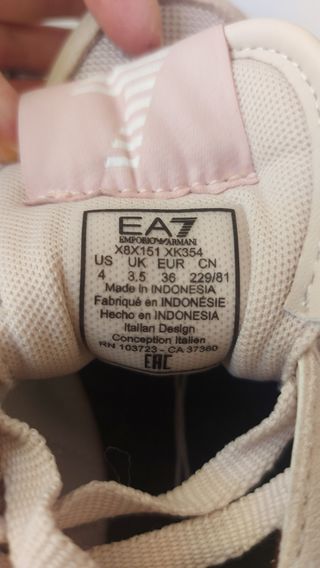 EA7
EMPORIO ARMANI
X8X151 XK354
US UK EUR CN
4 3.5 36 229/81
Made in INDONESIA
Fabriqué en INDONÉSIE
Hecho en INDONESIA
Italian Design
Conception Italien
RN 103723 - CA 37360
EAC